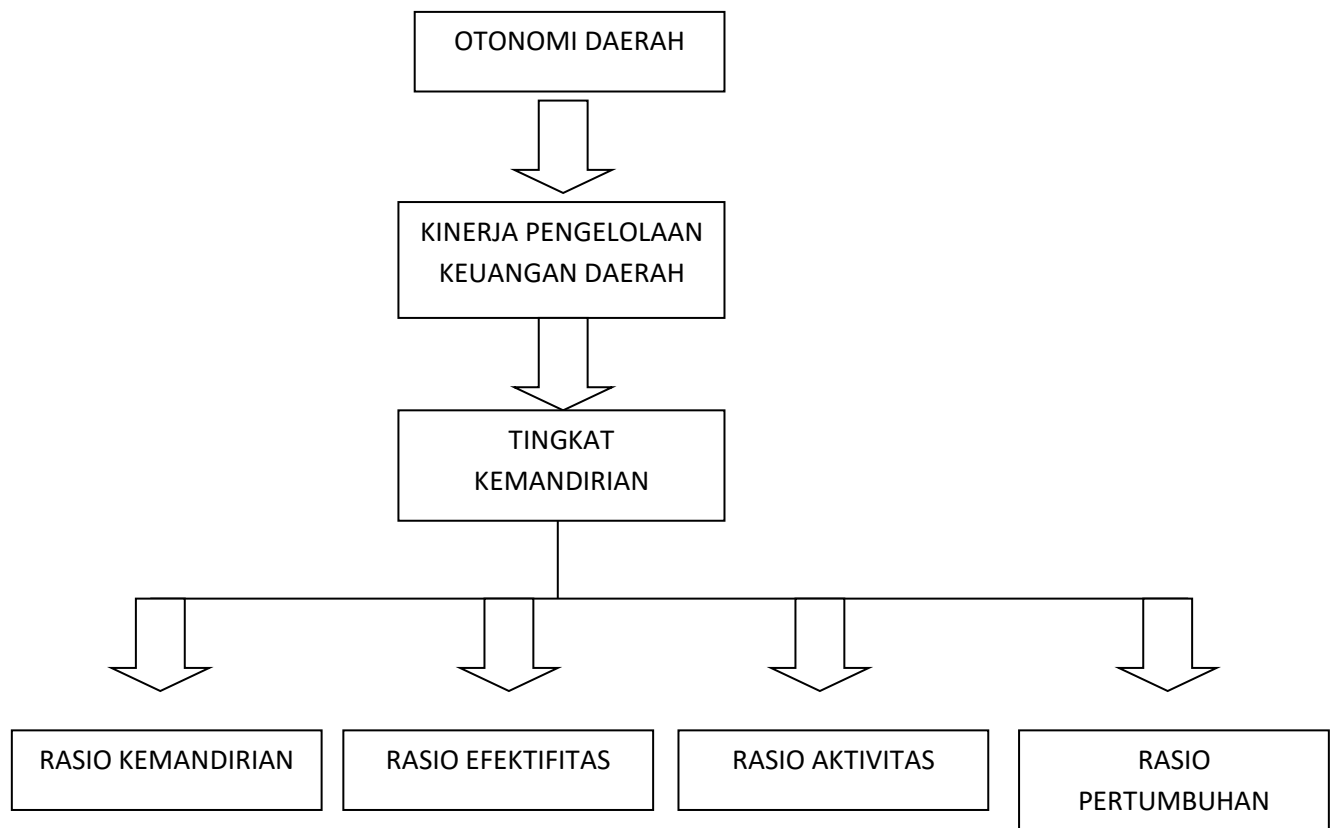 OTONOMI DAERAH
KINERJA PENGELOLAAN
KEUANGAN DAERAH
TINGKAT
KEMANDIRIAN
RASIO KEMANDIRIAN
RASIO EFEKTIFITAS
RASIO AKTIVITAS
RASIO
PERTUMBUHAN